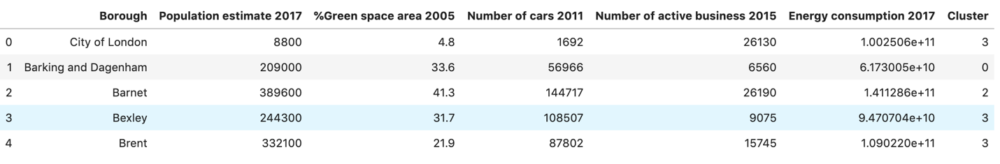 Borough Population estimate 2017 %Green space area 2005 Number of cars 2011 Number of active business 2015 Energy consumption 2017 Cluster
0 City of London 8800 4.8 1692 26130 1.002506e+11 3
1 Barking and Dagenham 209000 33.6 56966 6560 6.173005e+10 0
2 Barnet 389600 41.3 144717 26190 1.411286e+11 2
3 Bexley 244300 31.7 108507 9075 9.470704e+10 3
4 Brent 332100 21.9 87802 15745 1.090220e+11 3